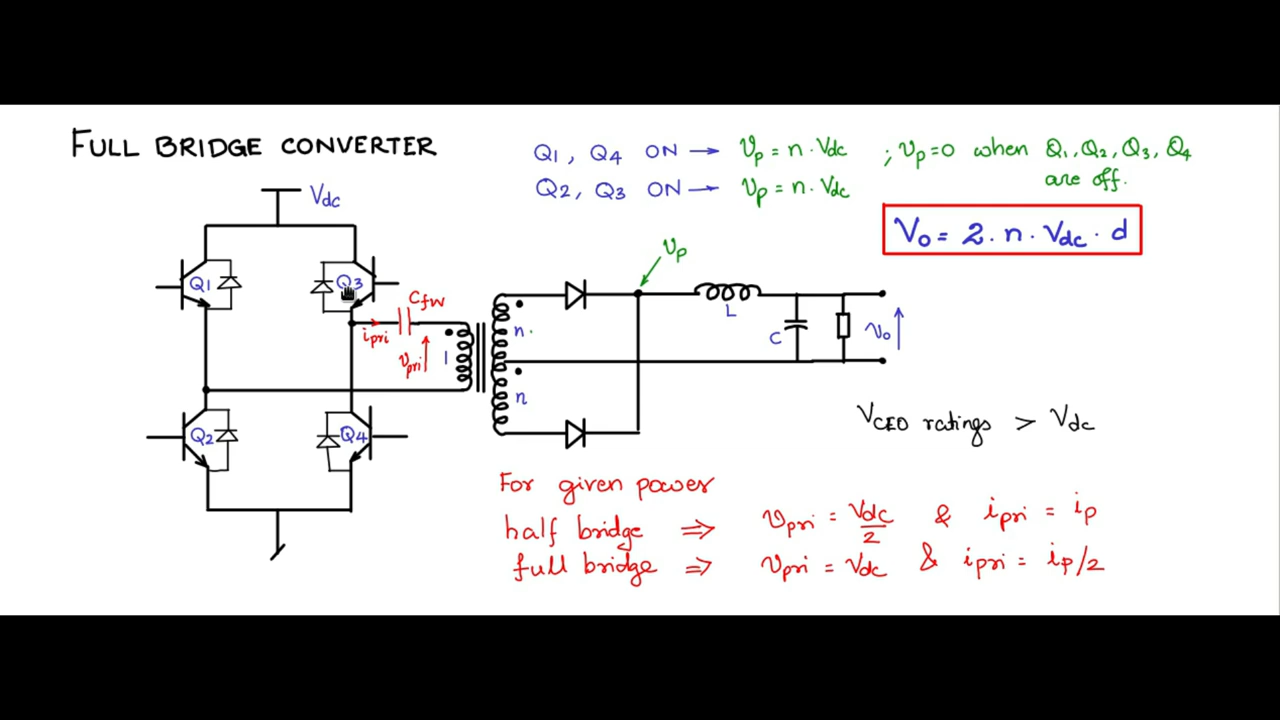 FULL BRIDGE CONVERTER
Q1, Q4 ON → Vp = n·Vdc ; Vp=0 when Q1,Q2,Q3,Q4 are off.
Q2, Q3 ON → Vp = n·Vdc
Vo = 2·n·Vdc·d
Vdc
Q1
Q3
Cfw
ipri
vpri
1
n
n
Vp
L
C
Vo
Q2
Q4
VCEO ratings > Vdc
For given power
half bridge ⇒ Vpri = Vdc/2 & ipri = ip
full bridge ⇒ Vpri = Vdc & ipri = ip/2